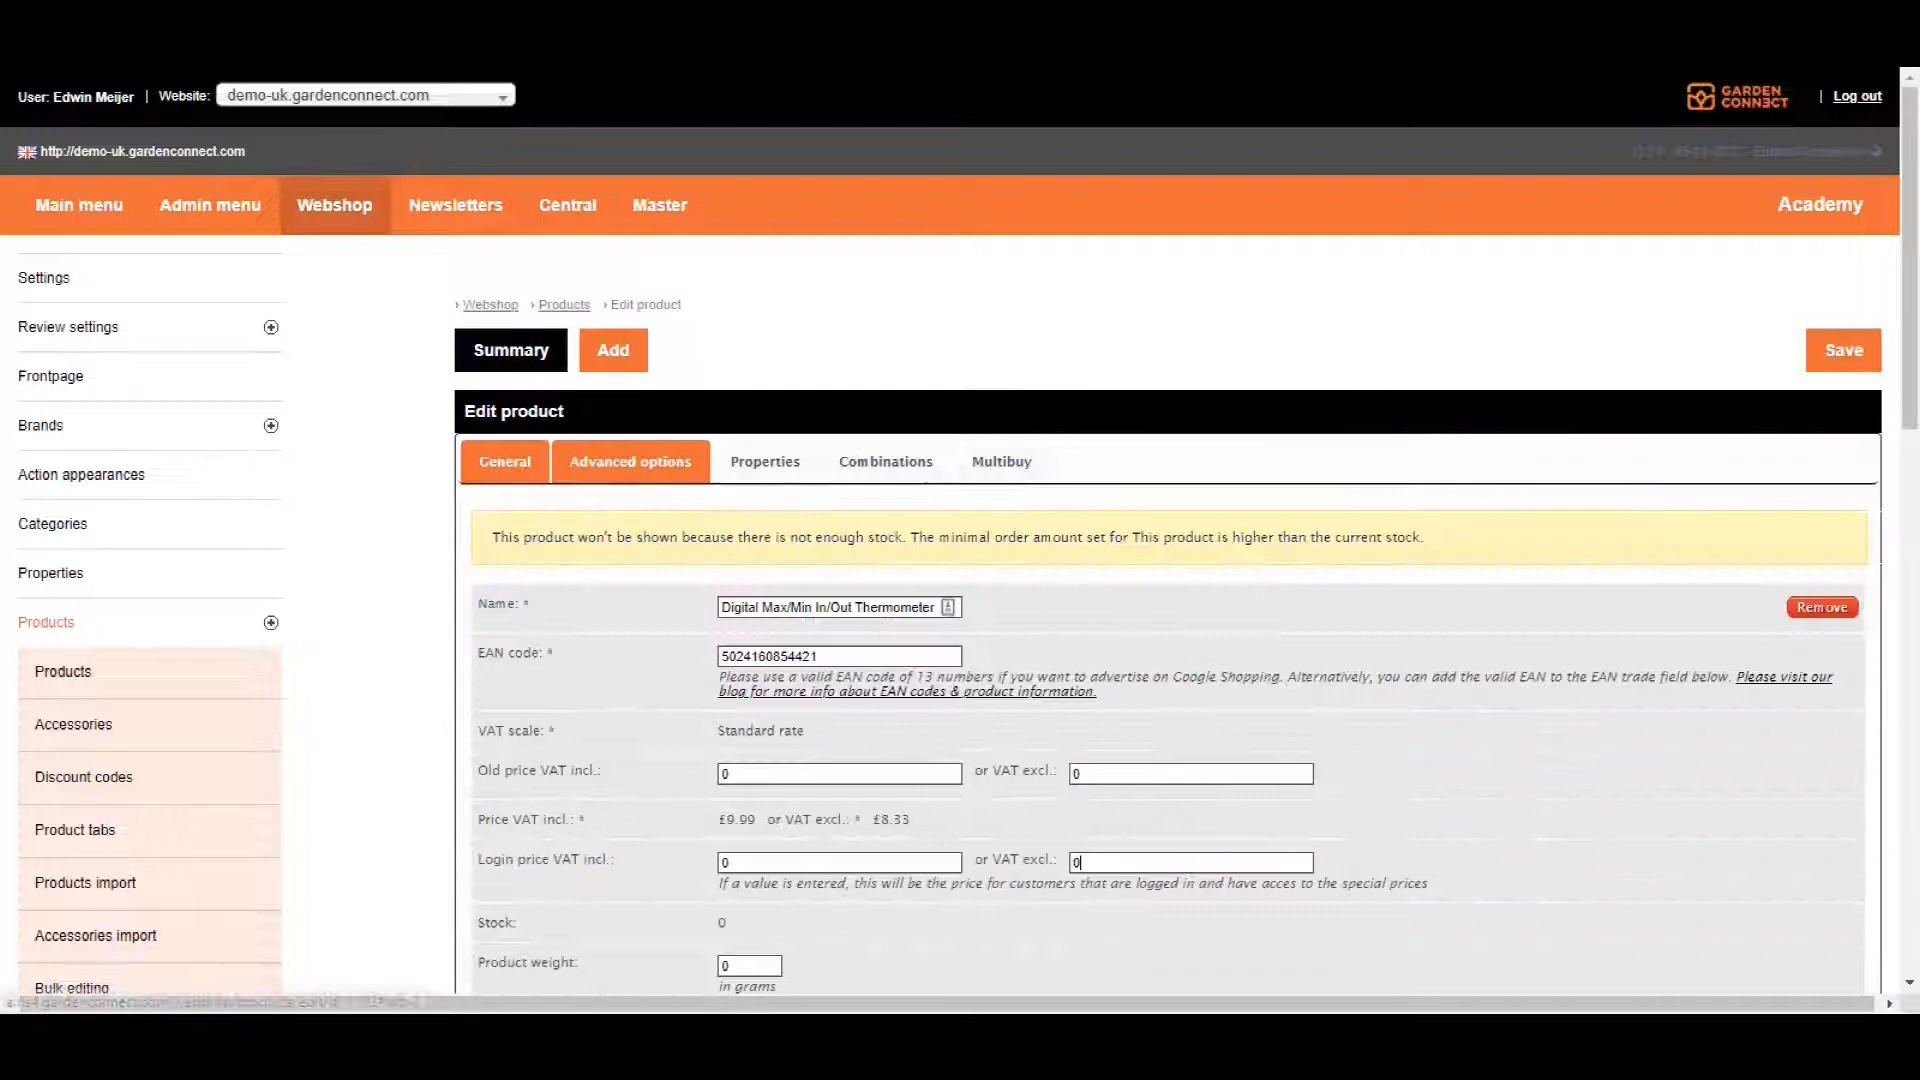 User: Edwin Meijer | Website: demo-uk.gardenconnect.com
GARDEN CONNECT | Log out
http://demo-uk.gardenconnect.com
Main menu Admin menu Webshop Newsletters Central Master Academy
Settings
Review settings
Frontpage
Brands
Action appearances
Categories
Properties
Products
Products
Accessories
Discount codes
Product tabs
Products import
Accessories import
Bulk editing
› Webshop › Products › Edit product
Summary Add Save
Edit product
General Advanced options Properties Combinations Multibuy
This product won't be shown because there is not enough stock. The minimal order amount set for This product is higher than the current stock.
Name: * Digital Max/Min In/Out Thermometer Remove
EAN code: * 5024160854421
Please use a valid EAN code of 13 numbers if you want to advertise on Google Shopping. Alternatively, you can add the valid EAN to the EAN trade field below. Please visit our
blog for more info about EAN codes & product information.
VAT scale: * Standard rate
Old price VAT incl.: 0 or VAT excl.: 0
Price VAT incl.: * £9.99 or VAT excl.: * £8.33
Login price VAT incl.: 0 or VAT excl.: 0
If a value is entered, this will be the price for customers that are logged in and have acces to the special prices
Stock: 0
Product weight: 0
in grams